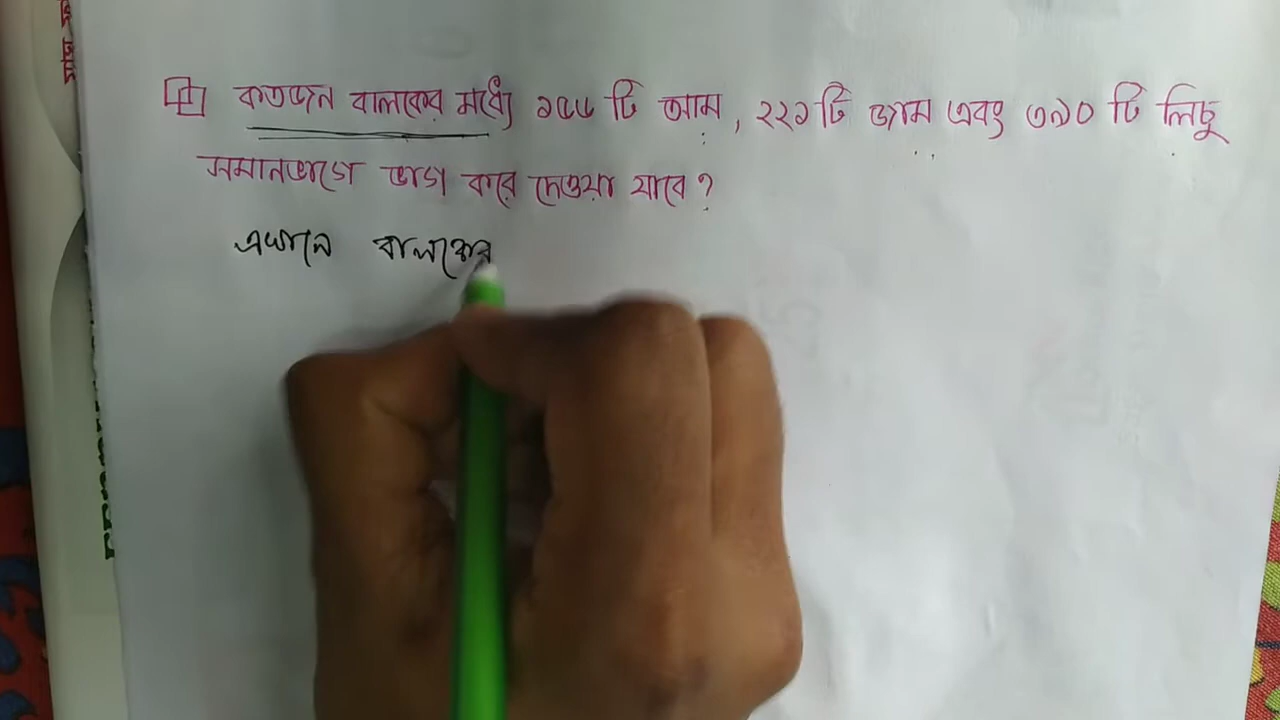 কতজন বালকের মধ্যে ১৫৬ টি আম, ২২১ টি জাম এবং ৩৯০ টি লিচু
সমানভাগে ভাগ করে দেওয়া যাবে ?
এখানে বালকের